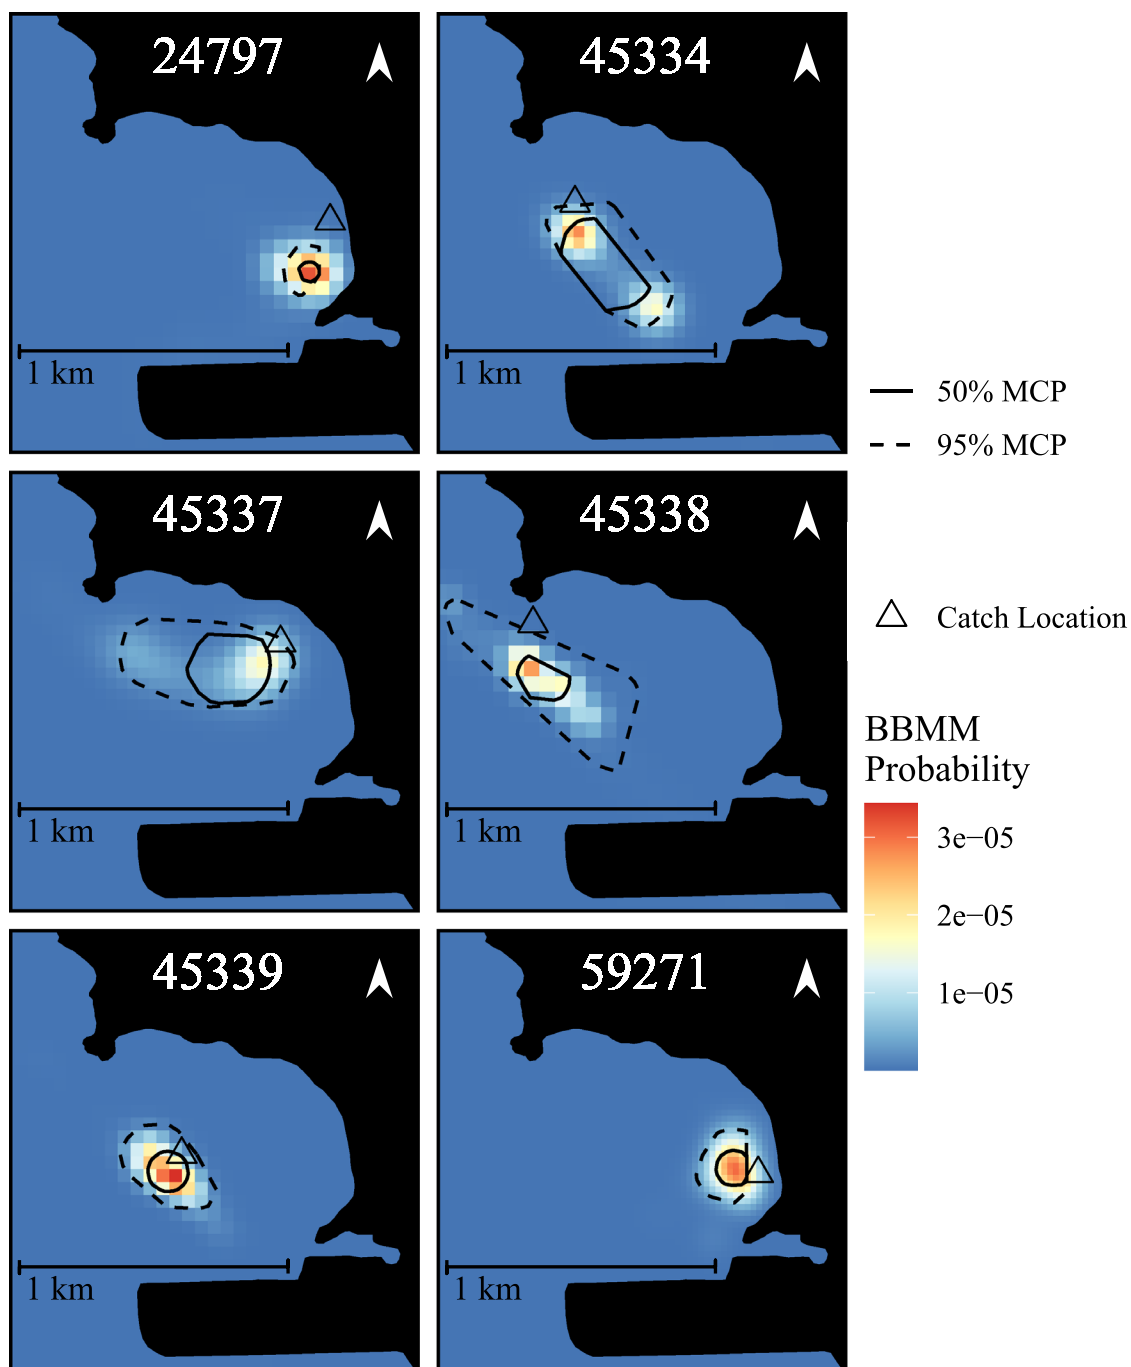 24797
1 km
45334
1 km
45337
1 km
45338
1 km
45339
1 km
59271
1 km
50% MCP
95% MCP
Catch Location
BBMM
Probability
3e−05
2e−05
1e−05